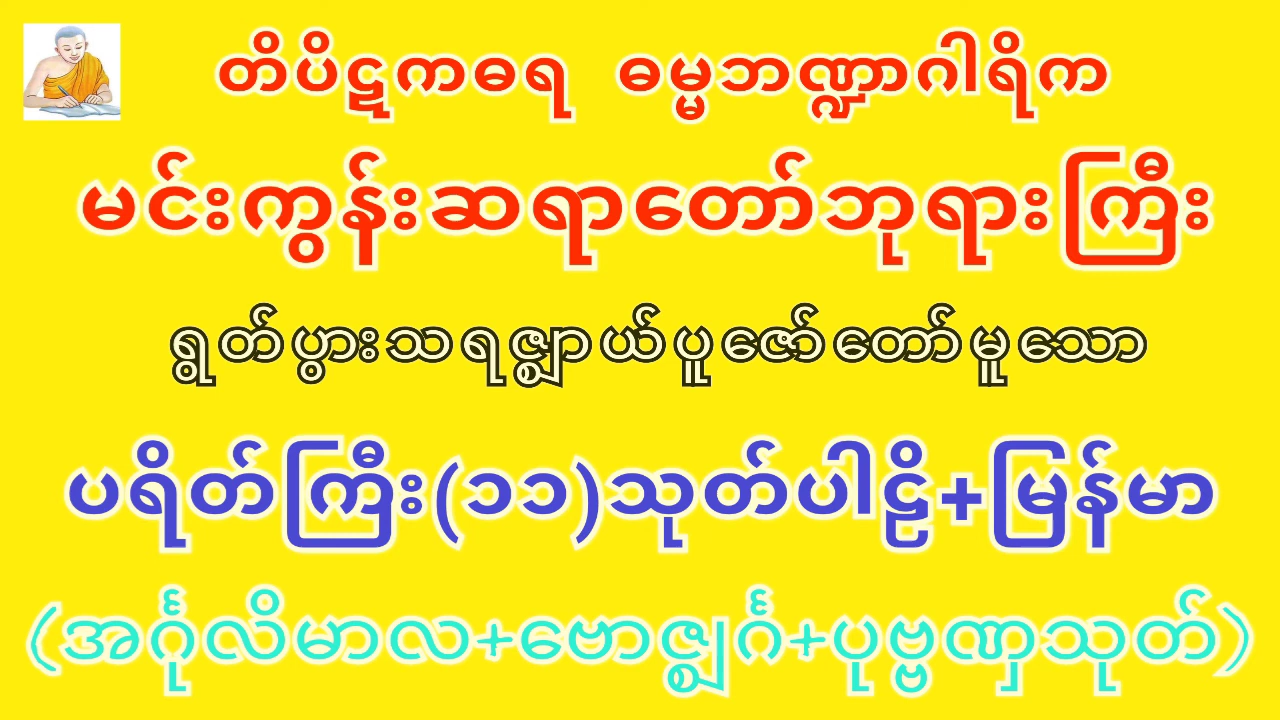 တိပိဋကဓရ ဓမ္မဘဏ္ဍာဂါရိက
မင်းကွန်းဆရာတော်ဘုရားကြီး
ရွတ်ပွားသရဇ္ဈာယ်ပူဇော်တော်မူသော
ပရိတ်ကြီး(၁၁)သုတ်ပါဠိ+မြန်မာ
(အင်္ဂုလိမာလ+ဗောဇ္ဈင်္ဂ+ပုဗ္ဗဏှသုတ်)